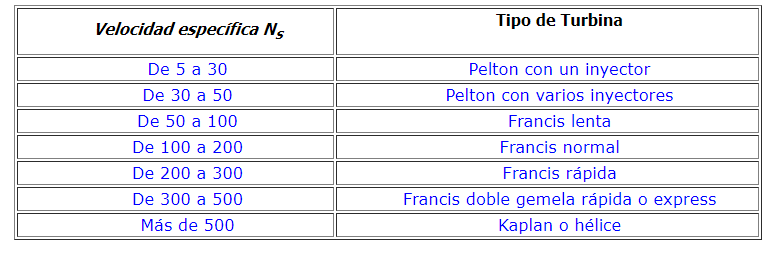 Velocidad específica Ns Tipo de Turbina
De 5 a 30 Pelton con un inyector
De 30 a 50 Pelton con varios inyectores
De 50 a 100 Francis lenta
De 100 a 200 Francis normal
De 200 a 300 Francis rápida
De 300 a 500 Francis doble gemela rápida o express
Más de 500 Kaplan o hélice